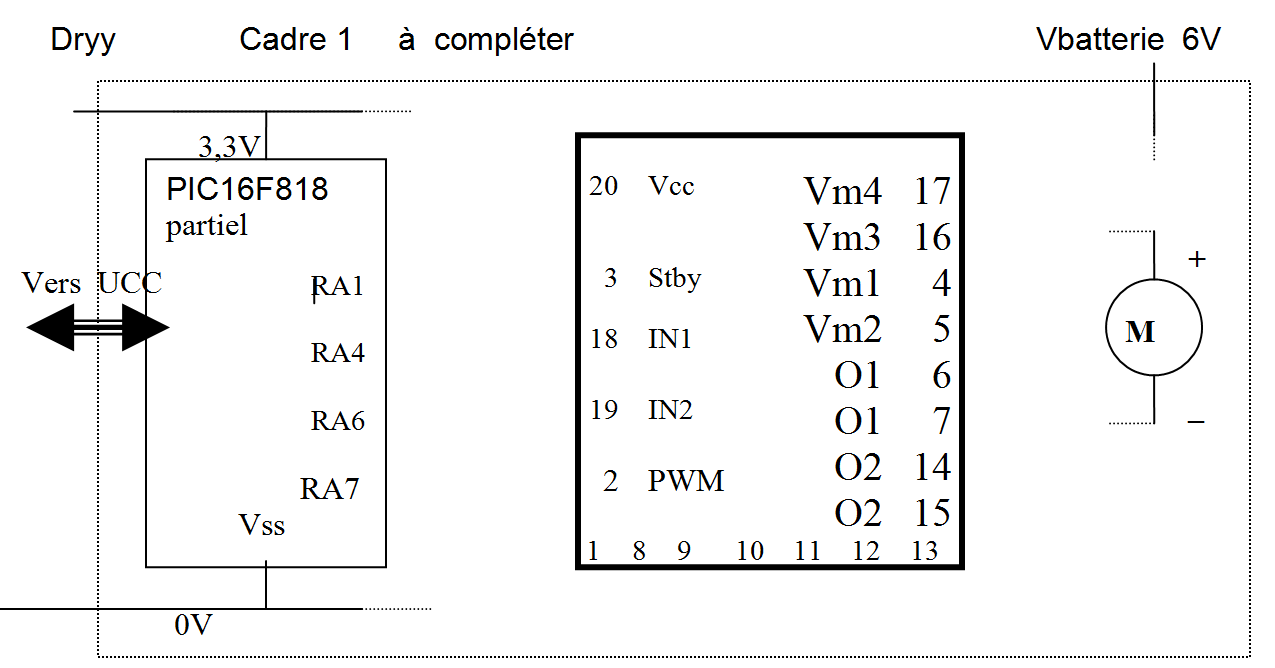 Dryy Cadre 1 à compléter Vbatterie 6V
3,3V
PIC16F818
partiel
Vers UCC
RA1
RA4
RA6
RA7
Vss
0V
20 Vcc
3 Stby
18 IN1
19 IN2
2 PWM
Vm4 17
Vm3 16
Vm1 4
Vm2 5
O1 6
O1 7
O2 14
O2 15
1 8 9 10 11 12 13
+
M
−